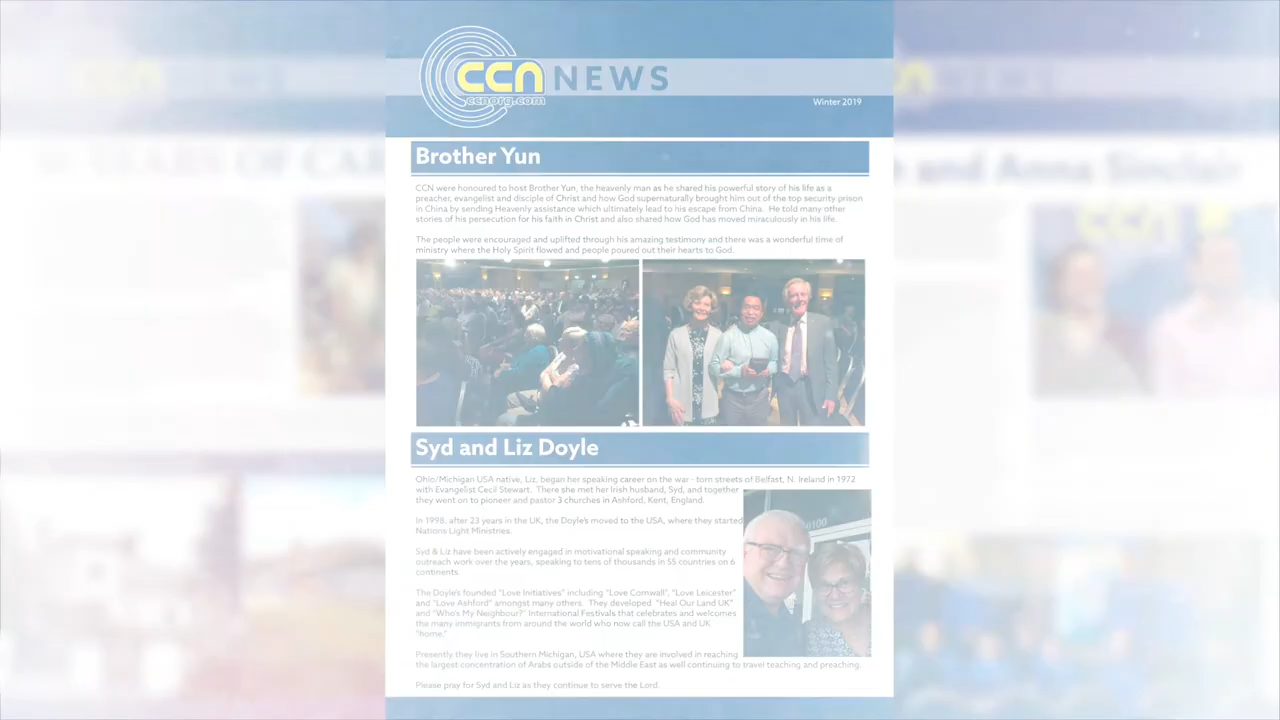 ccn NEWS
ccnorg.com
Winter 2019
Brother Yun
CCN were honoured to host Brother Yun, the heavenly man as he shared his powerful story of his life as a
preacher, evangelist and disciple of Christ and how God supernaturally brought him out of the top security prison
in China by sending Heavenly assistance which ultimately lead to his escape from China. He told many other
stories of his persecution for his faith in Christ and also shared how God has moved miraculously in his life.
The people were encouraged and uplifted through his amazing testimony and there was a wonderful time of
ministry where the Holy Spirit flowed and people poured out their hearts to God.
Syd and Liz Doyle
Ohio/Michigan USA native, Liz, began her speaking career on the war - torn streets of Belfast, N. Ireland in 1972
with Evangelist Cecil Stewart. There she met her Irish husband, Syd, and together
they went on to pioneer and pastor 3 churches in Ashford, Kent, England.
In 1998, after 23 years in the UK, the Doyle's moved to the USA, where they started
Nations Light Ministries.
Syd & Liz have been actively engaged in motivational speaking and community
outreach work over the years, speaking to tens of thousands in 55 countries on 6
continents.
The Doyle's founded "Love Initiatives" including "Love Cornwall", "Love Leicester"
and "Love Ashford" amongst many others. They developed "Heal Our Land UK"
and "Who's My Neighbour?" International Festivals that celebrates and welcomes
the many immigrants from around the world who now call the USA and UK
"home."
Presently they live in Southern Michigan, USA where they are involved in reaching
the largest concentration of Arabs outside of the Middle East as well continuing to travel teaching and preaching.
Please pray for Syd and Liz as they continue to serve the Lord.